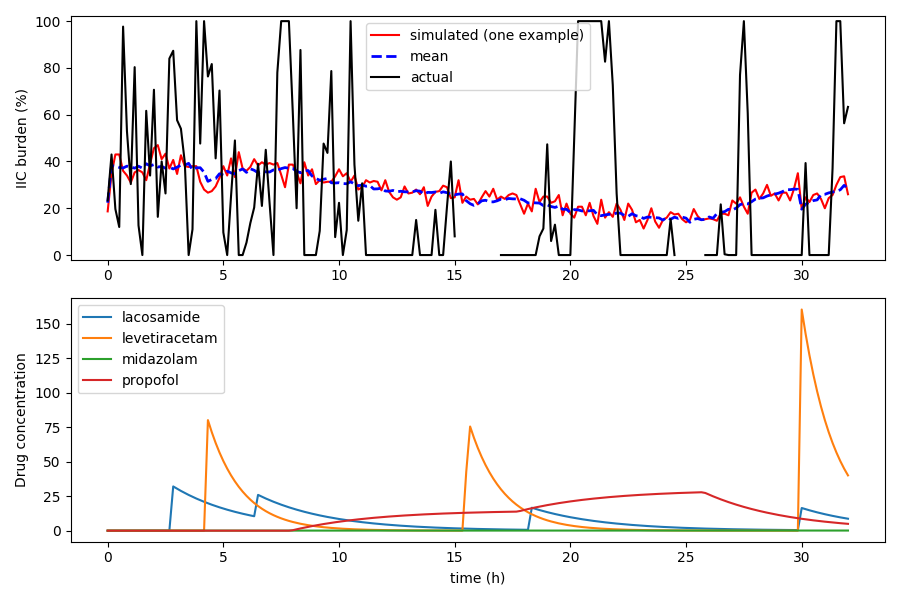 100
80
60
40
20
0
IIC burden (%)
simulated (one example)
mean
actual
0 5 10 15 20 25 30
150
125
100
75
50
25
0
Drug concentration
lacosamide
levetiracetam
midazolam
propofol
0 5 10 15 20 25 30
time (h)